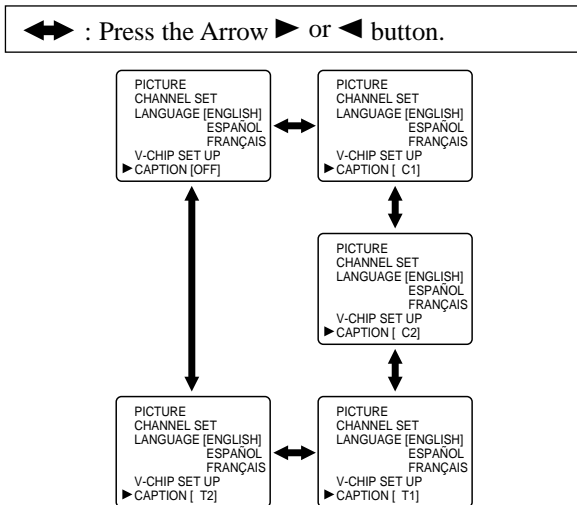 : Press the Arrow ▶ or ◀ button.
PICTURE
CHANNEL SET
LANGUAGE [ENGLISH]
ESPAÑOL
FRANÇAIS
V-CHIP SET UP
▶CAPTION [OFF]
PICTURE
CHANNEL SET
LANGUAGE [ENGLISH]
ESPAÑOL
FRANÇAIS
V-CHIP SET UP
▶CAPTION [ C1]
PICTURE
CHANNEL SET
LANGUAGE [ENGLISH]
ESPAÑOL
FRANÇAIS
V-CHIP SET UP
▶CAPTION [ C2]
PICTURE
CHANNEL SET
LANGUAGE [ENGLISH]
ESPAÑOL
FRANÇAIS
V-CHIP SET UP
▶CAPTION [ T2]
PICTURE
CHANNEL SET
LANGUAGE [ENGLISH]
ESPAÑOL
FRANÇAIS
V-CHIP SET UP
▶CAPTION [ T1]